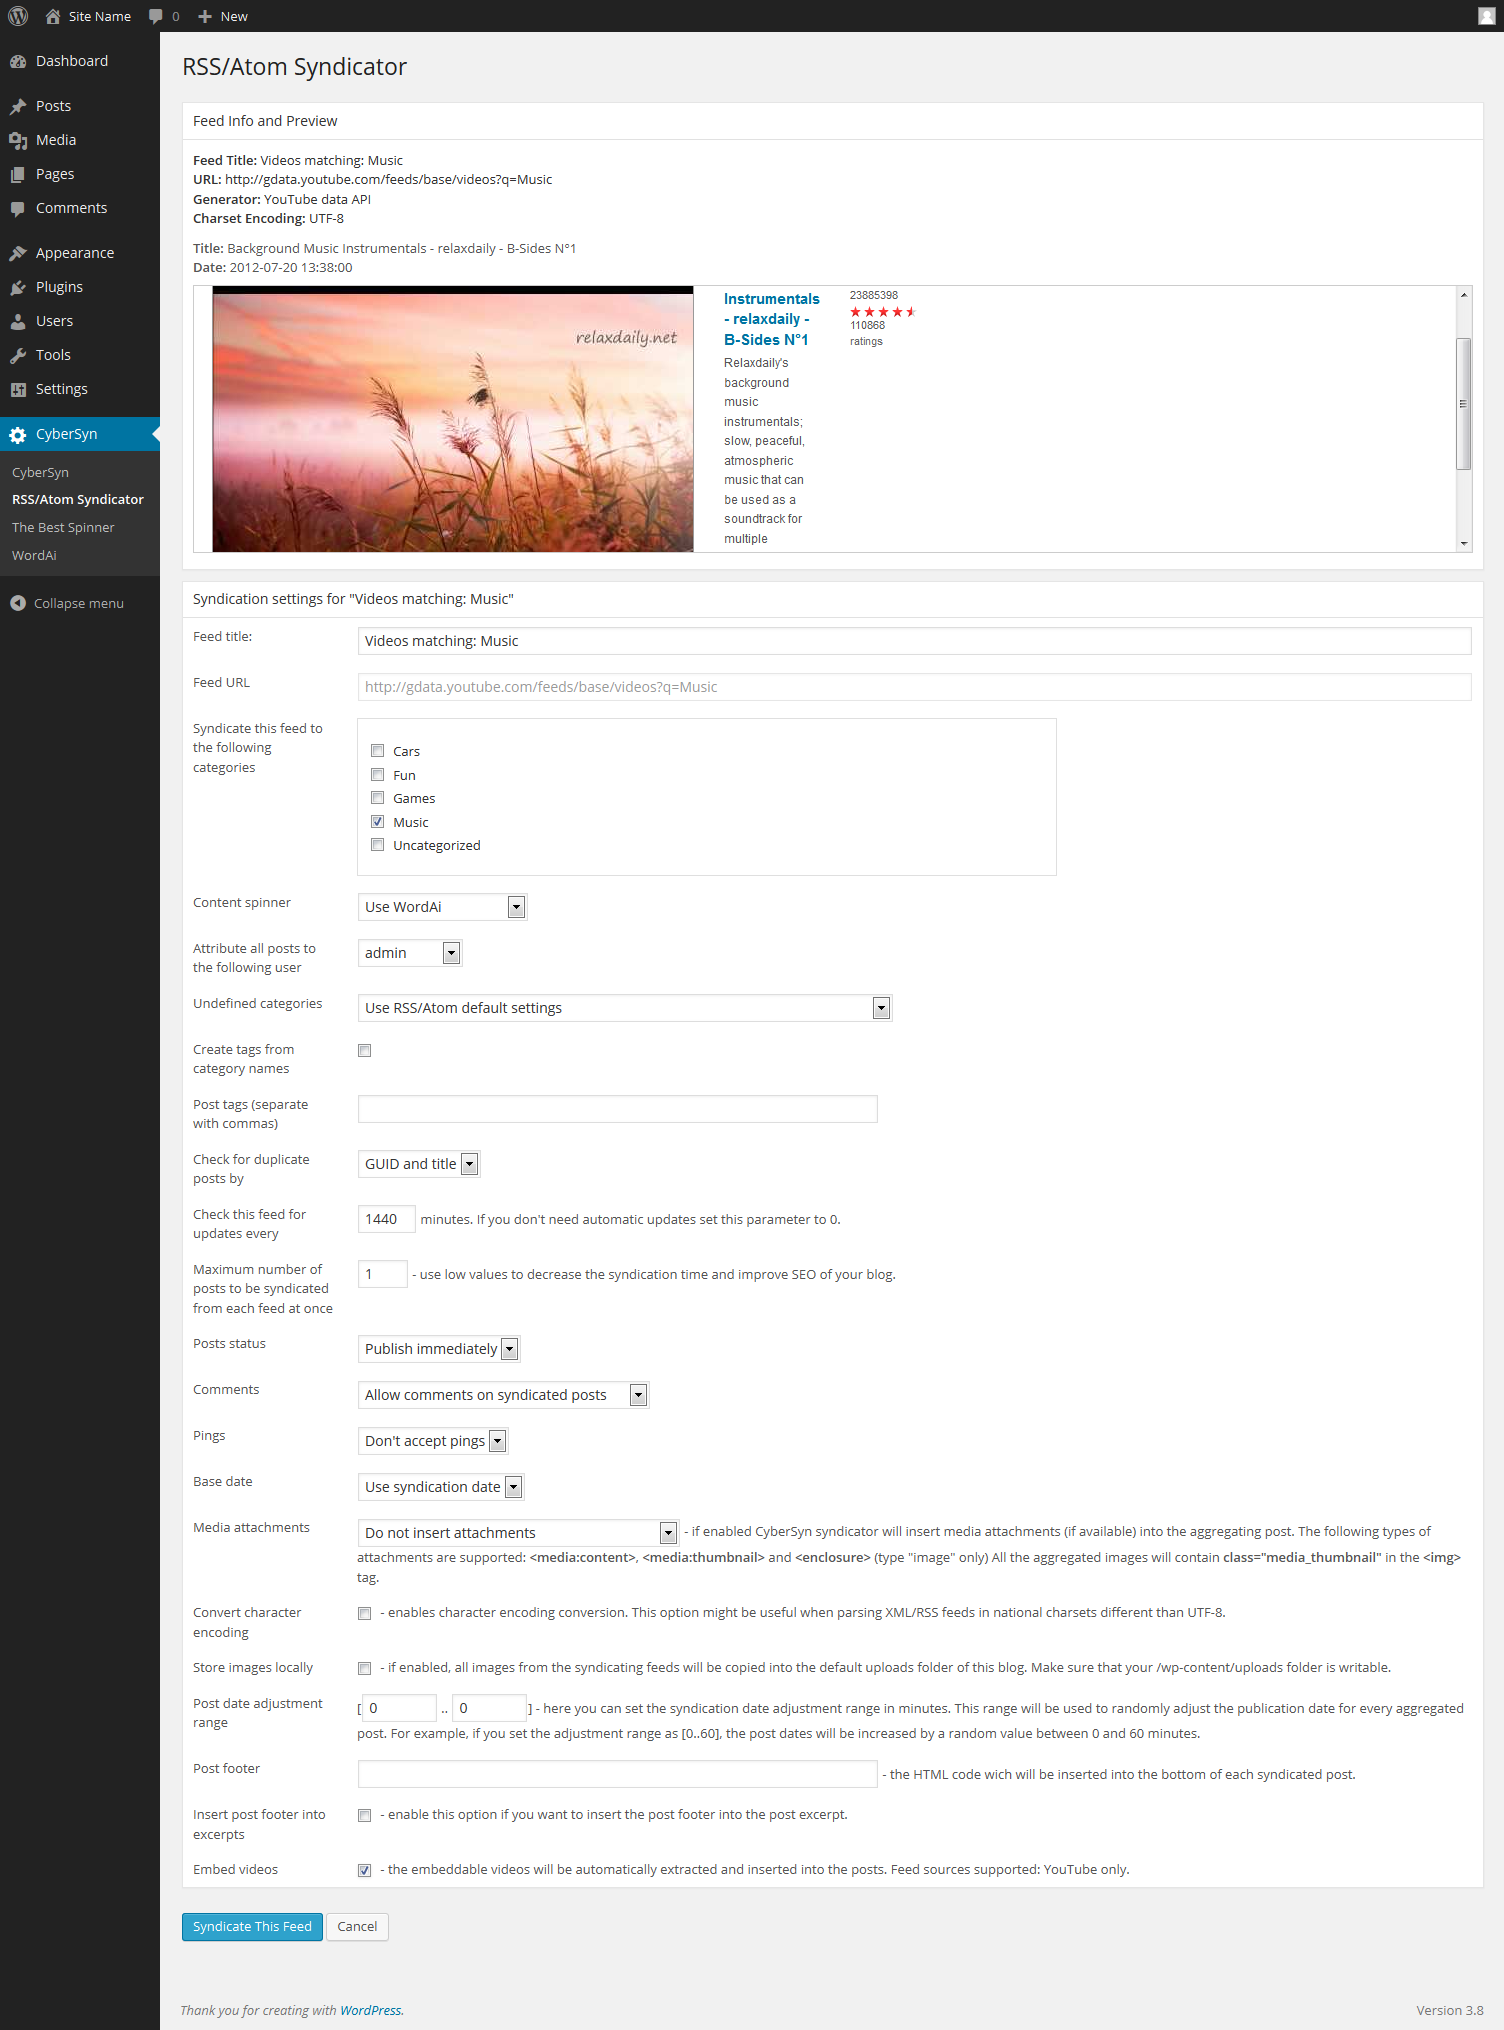 Site Name 0 New
Dashboard
Posts
Media
Pages
Comments
Appearance
Plugins
Users
Tools
Settings
CyberSyn
CyberSyn
RSS/Atom Syndicator
The Best Spinner
WordAi
Collapse menu
RSS/Atom Syndicator
Feed Info and Preview
Feed Title: Videos matching: Music
URL: http://gdata.youtube.com/feeds/base/videos?q=Music
Generator: YouTube data API
Charset Encoding: UTF-8
Title: Background Music Instrumentals - relaxdaily - B-Sides N°1
Date: 2012-07-20 13:38:00
relaxdaily.net
Instrumentals
- relaxdaily -
B-Sides N°1
Relaxdaily's
background
music
instrumentals;
slow, peaceful,
atmospheric
music that can
be used as a
soundtrack for
multiple
23885398
110868
ratings
Syndication settings for "Videos matching: Music"
Feed title: Videos matching: Music
Feed URL http://gdata.youtube.com/feeds/base/videos?q=Music
Syndicate this feed to
the following
categories
Cars
Fun
Games
Music
Uncategorized
Content spinner Use WordAi
Attribute all posts to
the following user
admin
Undefined categories Use RSS/Atom default settings
Create tags from
category names
Post tags (separate
with commas)
Check for duplicate
posts by
GUID and title
Check this feed for
updates every
1440 minutes. If you don't need automatic updates set this parameter to 0.
Maximum number of
posts to be syndicated
from each feed at once
1 - use low values to decrease the syndication time and improve SEO of your blog.
Posts status Publish immediately
Comments Allow comments on syndicated posts
Pings Don't accept pings
Base date Use syndication date
Media attachments Do not insert attachments - if enabled CyberSyn syndicator will insert media attachments (if available) into the aggregating post. The following types of
attachments are supported: <media:content>, <media:thumbnail> and <enclosure> (type "image" only) All the aggregated images will contain class="media_thumbnail" in the <img>
tag.
Convert character
encoding
- enables character encoding conversion. This option might be useful when parsing XML/RSS feeds in national charsets different than UTF-8.
Store images locally - if enabled, all images from the syndicating feeds will be copied into the default uploads folder of this blog. Make sure that your /wp-content/uploads folder is writable.
Post date adjustment
range
[ 0 .. 0 ] - here you can set the syndication date adjustment range in minutes. This range will be used to randomly adjust the publication date for every aggregated
post. For example, if you set the adjustment range as [0..60], the post dates will be increased by a random value between 0 and 60 minutes.
Post footer - the HTML code wich will be inserted into the bottom of each syndicated post.
Insert post footer into
excerpts
- enable this option if you want to insert the post footer into the post excerpt.
Embed videos - the embeddable videos will be automatically extracted and inserted into the posts. Feed sources supported: YouTube only.
Syndicate This Feed Cancel
Thank you for creating with WordPress. Version 3.8